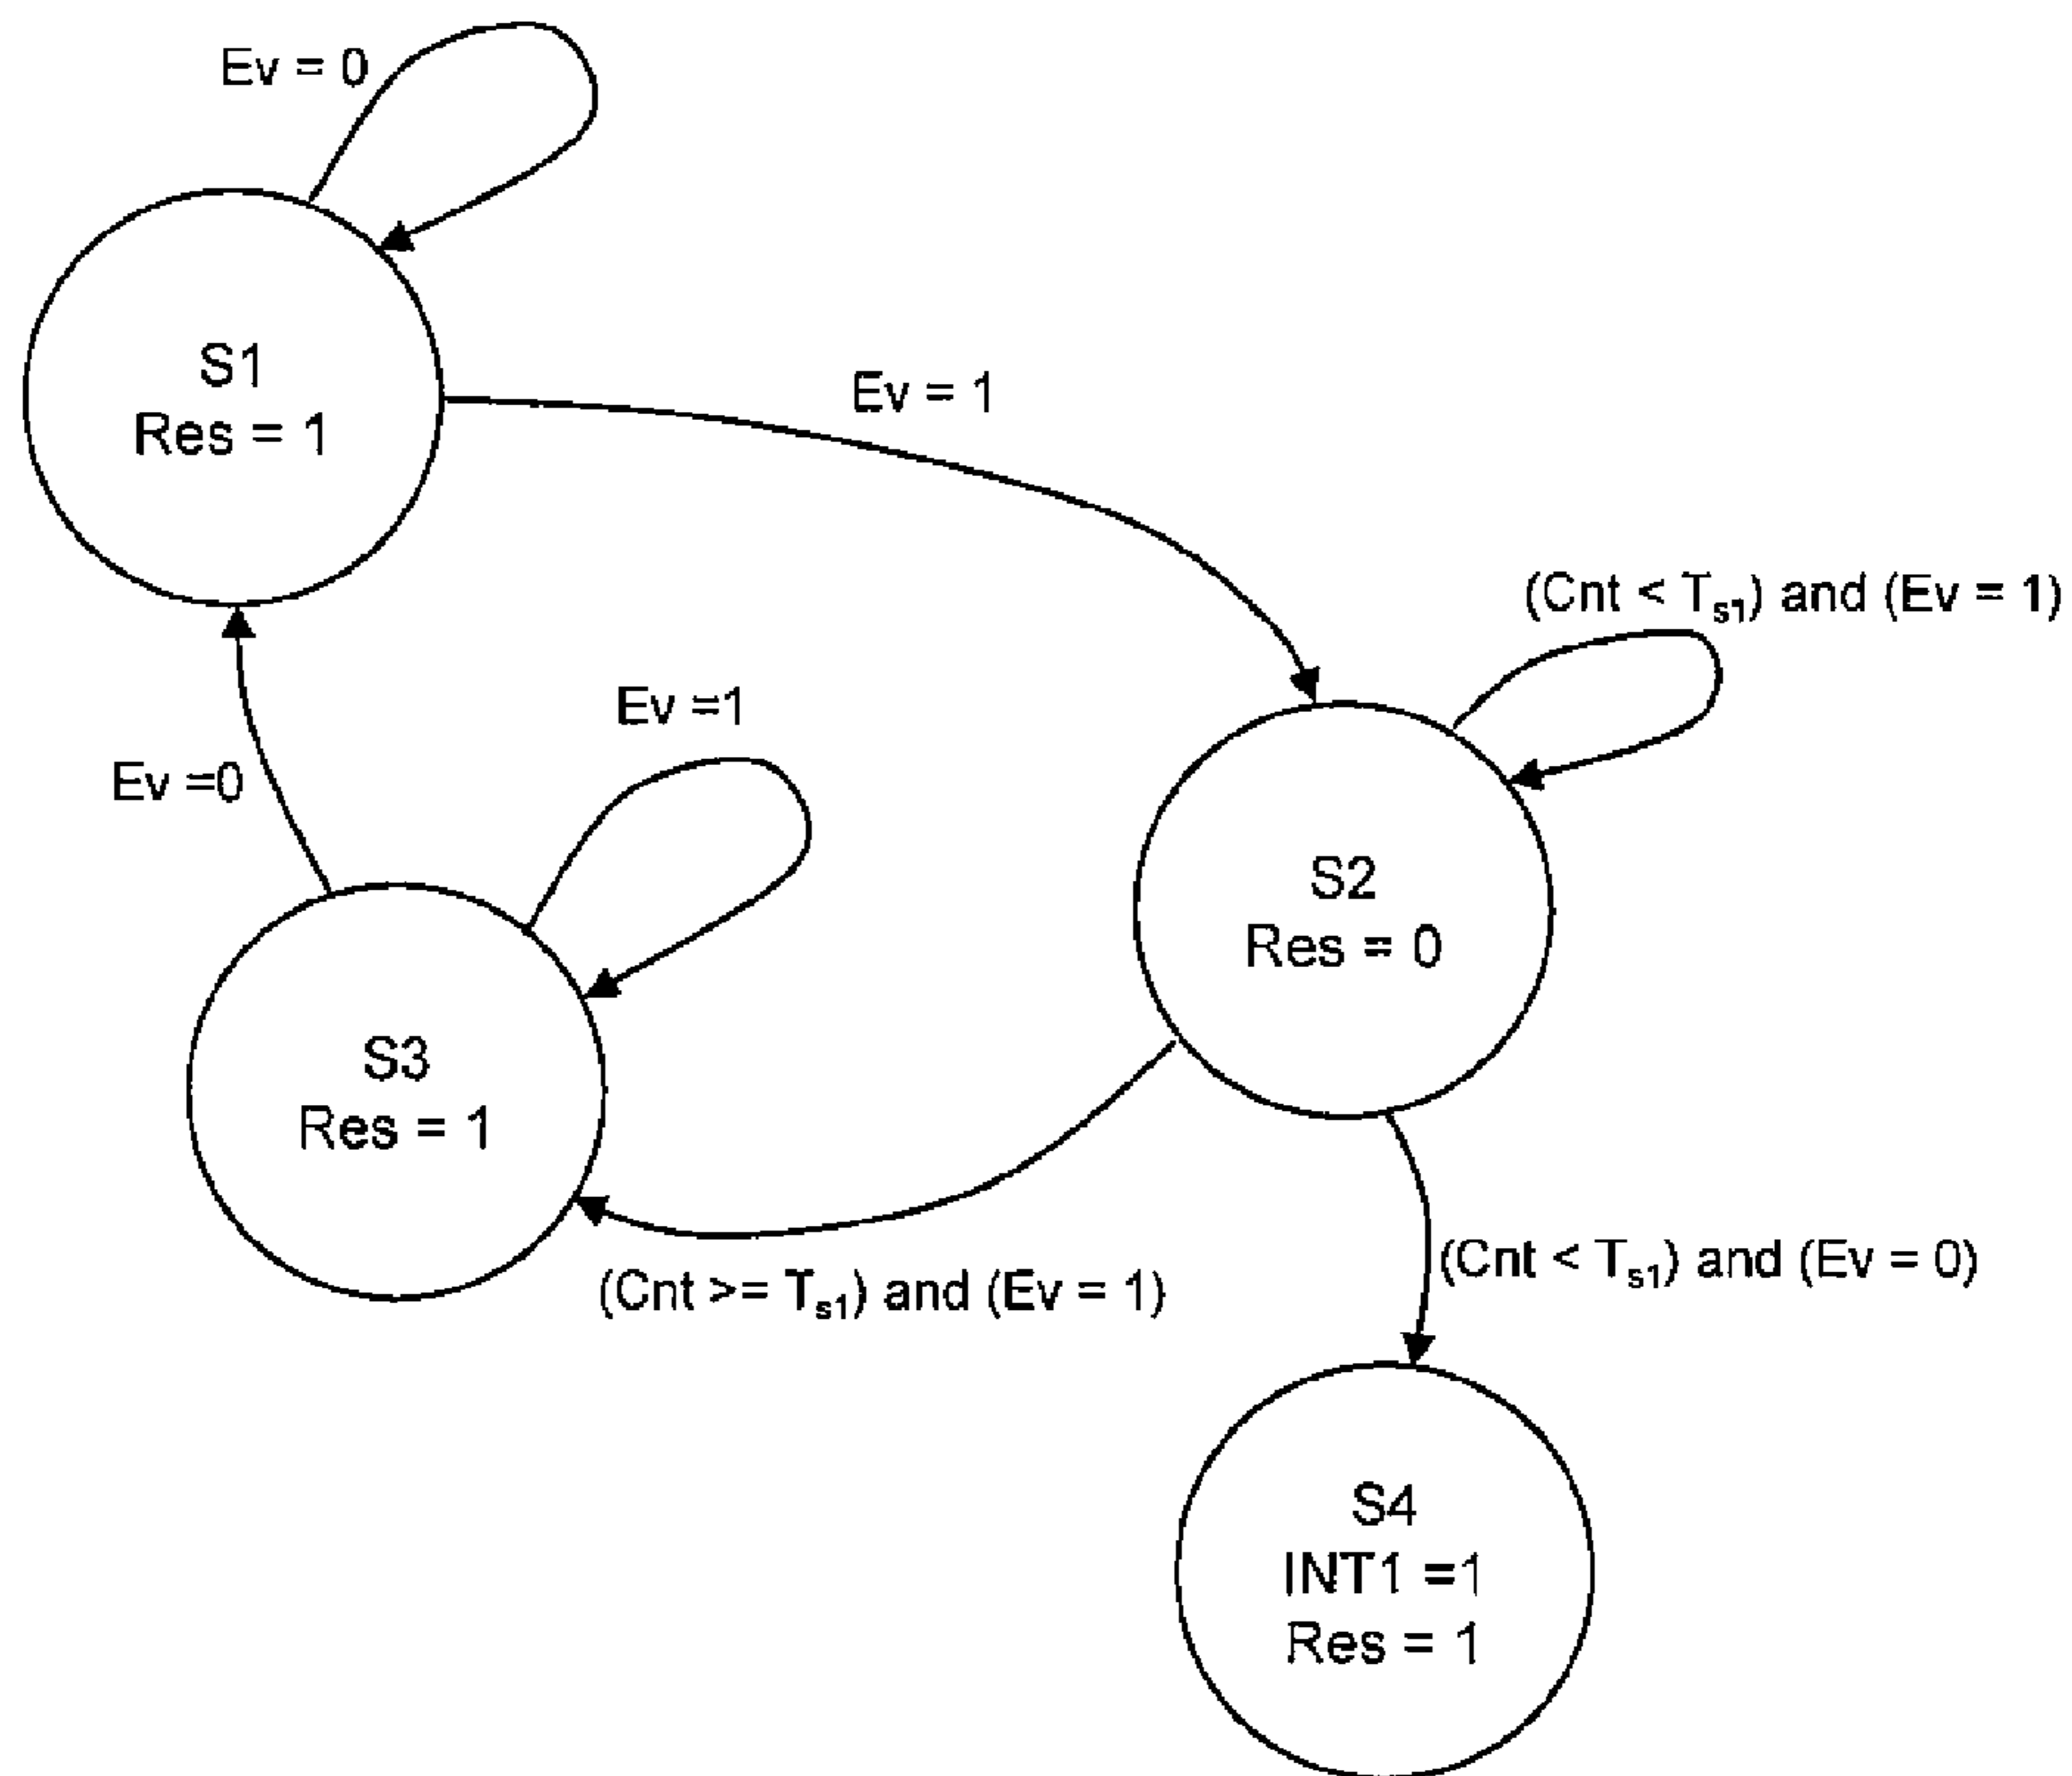 Ev = 0
S1
Res = 1
Ev = 1
(Cnt < Ts1) and (Ev = 1)
Ev =1
Ev =0
S2
Res = 0
S3
Res = 1
(Cnt >= Ts1) and (Ev = 1)
(Cnt < Ts1) and (Ev = 0)
S4
INT1 =1
Res = 1